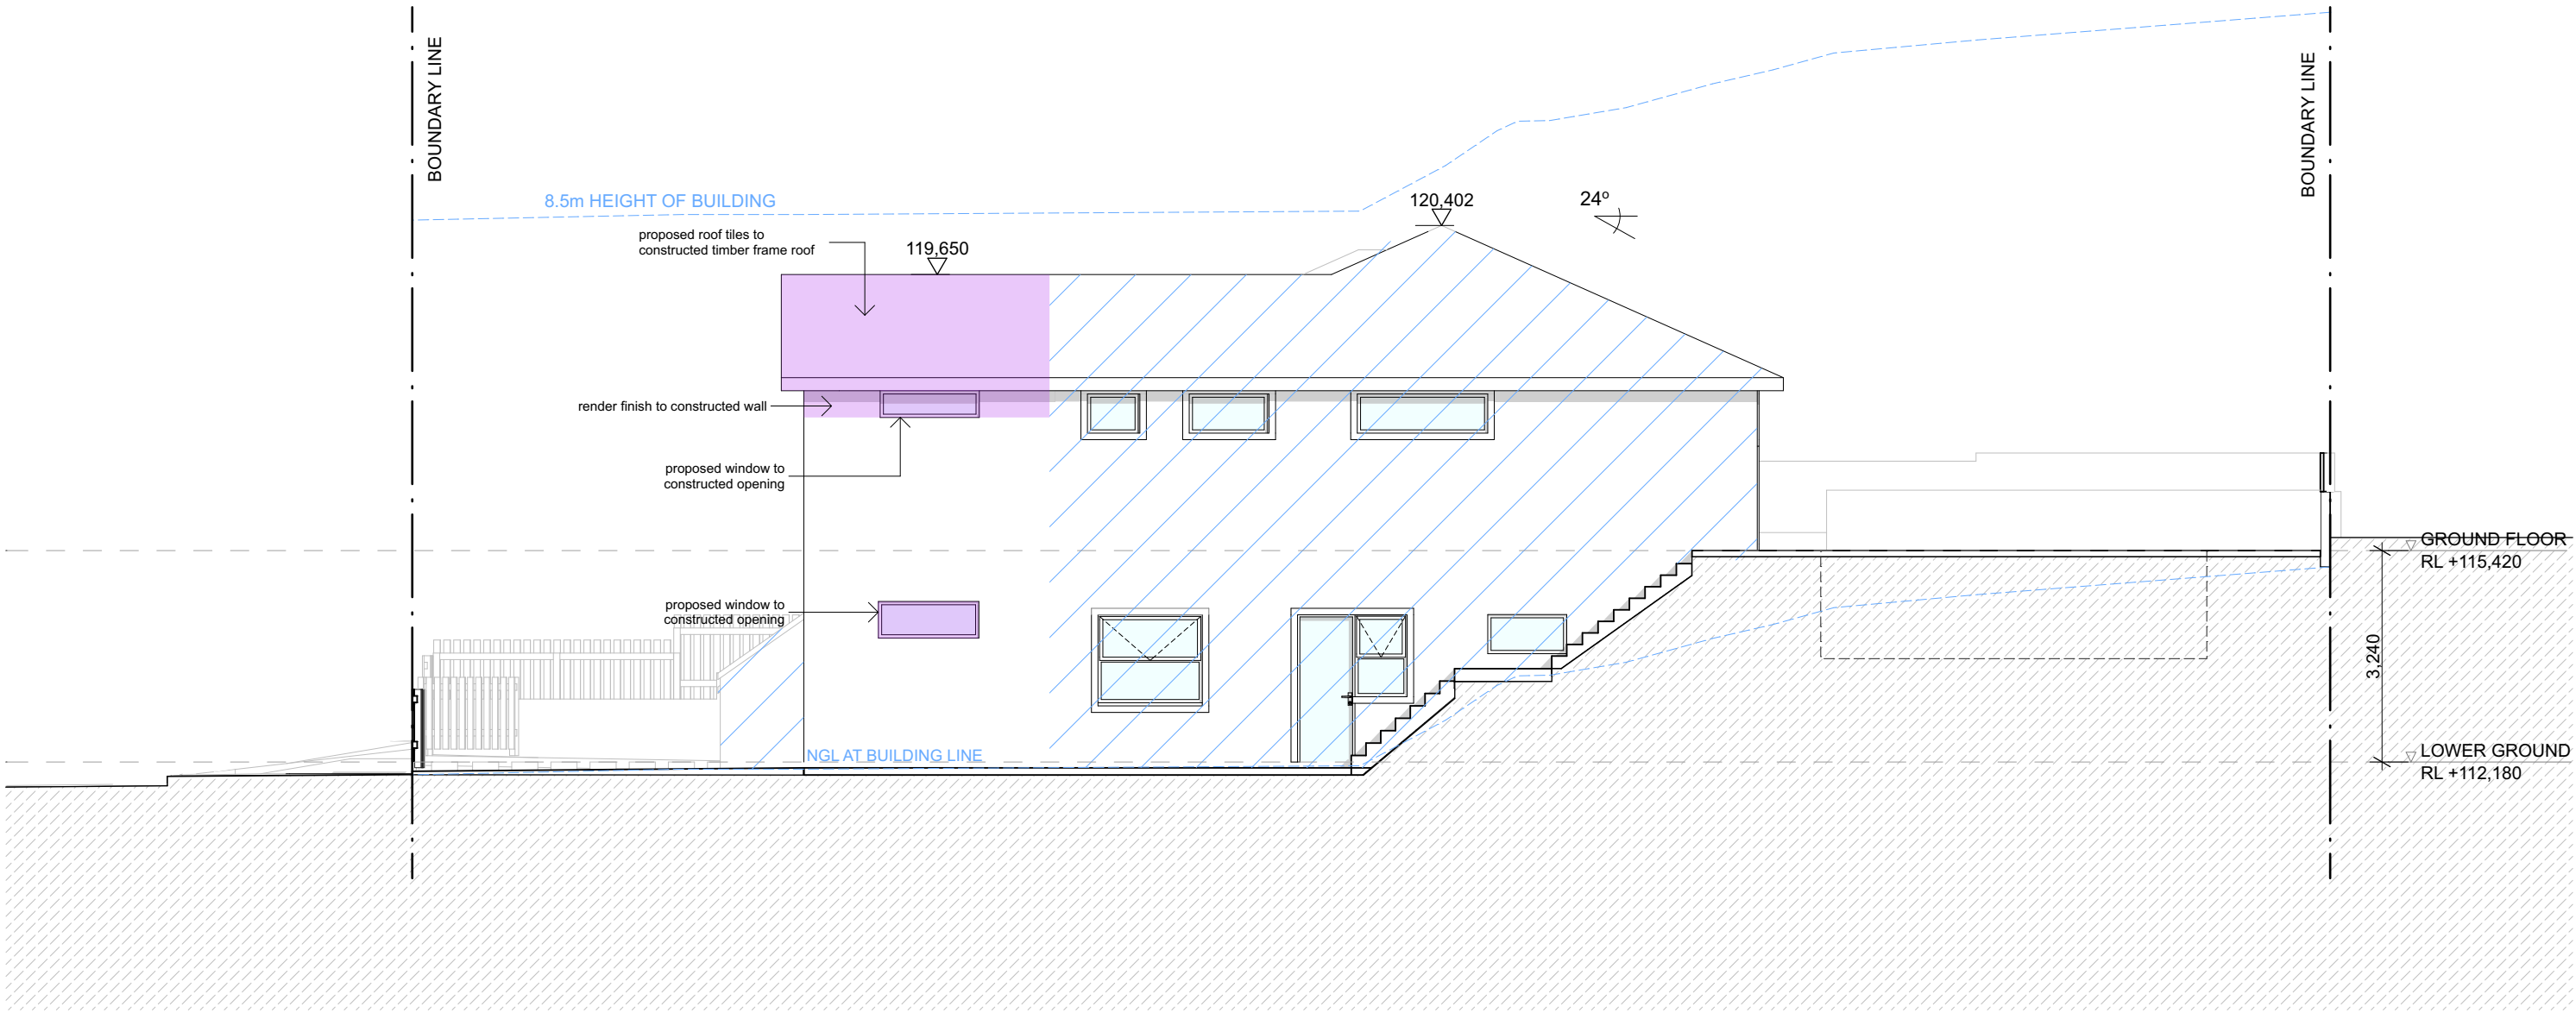 BOUNDARY LINE
BOUNDARY LINE
8.5m HEIGHT OF BUILDING
120,402
24º
proposed roof tiles to
constructed timber frame roof
119,650
render finish to constructed wall
proposed window to
constructed opening
GROUND FLOOR
RL +115,420
proposed window to
constructed opening
3,240
NGL AT BUILDING LINE
LOWER GROUND
RL +112,180